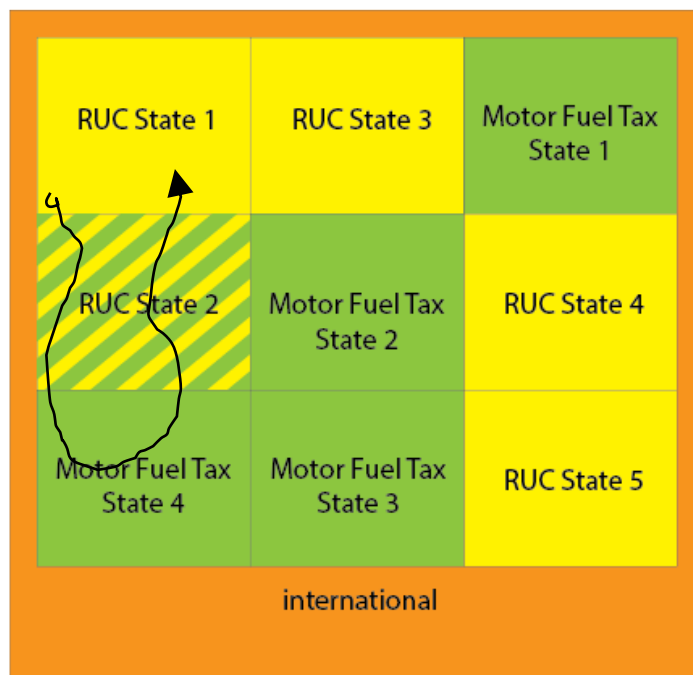 RUC State 1
RUC State 3
Motor Fuel Tax
State 1
RUC State 2
Motor Fuel Tax
State 2
RUC State 4
Motor Fuel Tax
State 4
Motor Fuel Tax
State 3
RUC State 5
international